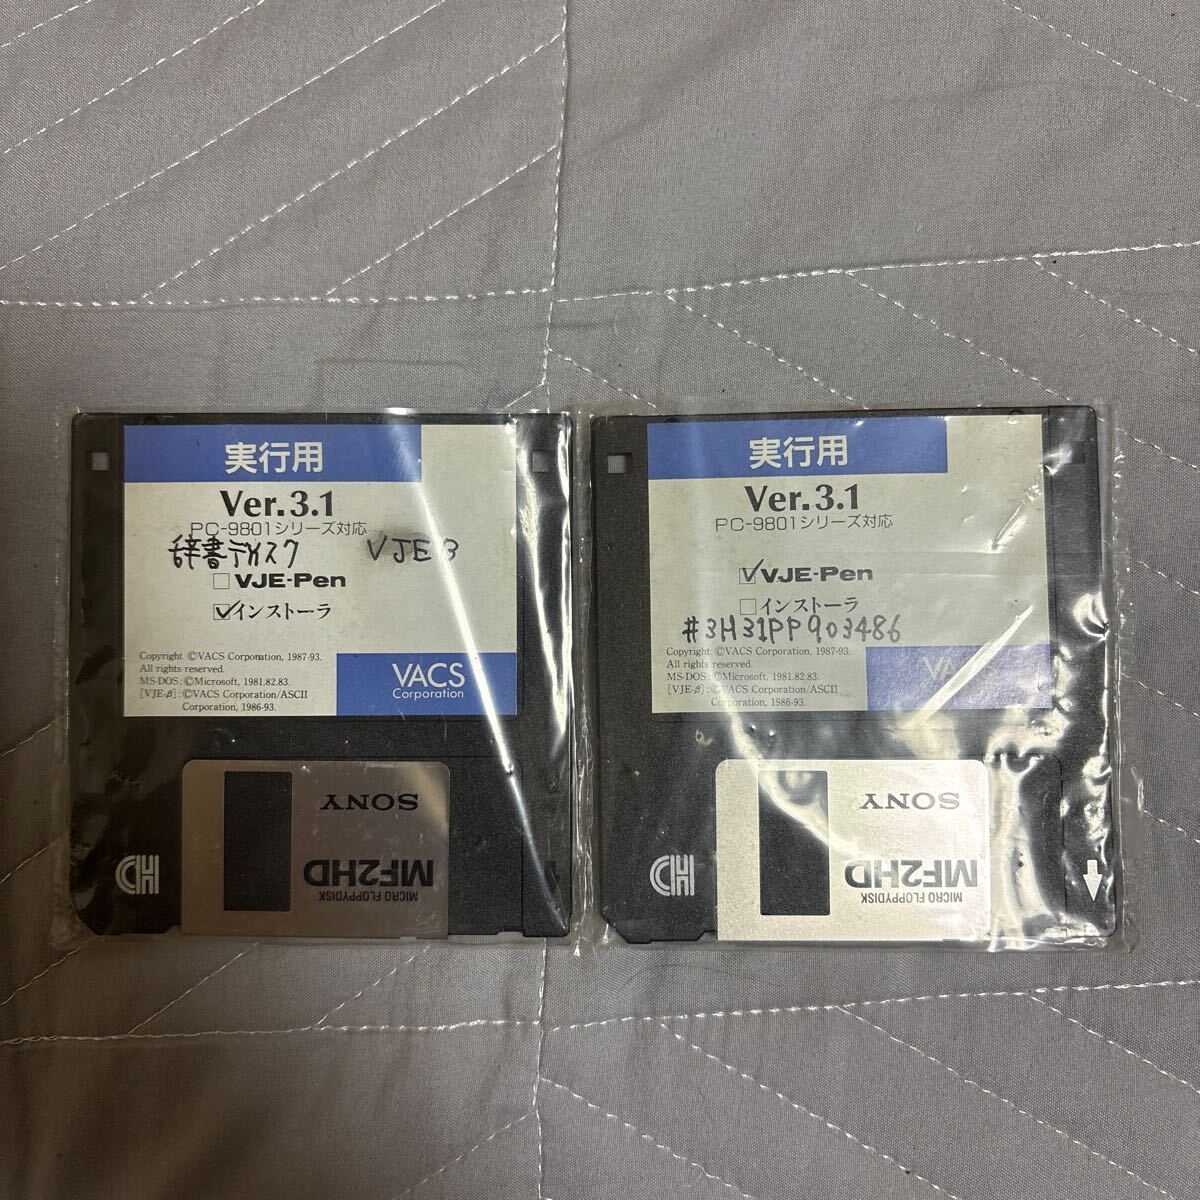 実行用
Ver.3.1
PC-9801シリーズ対応
辞書ディスク VJEβ
□ VJE-Pen
☑ インストーラ
Copyright ©VACS Corporation, 1987-93.
All rights reserved.
MS-DOS: ©Microsoft, 1981.82.83.
[VJE-β]: ©VACS Corporation/ASCII
Corporation, 1986-93.
VACS
Corporation
SONY
MF2HD
MICRO FLOPPYDISK
HD
実行用
Ver.3.1
PC-9801シリーズ対応
☑ VJE-Pen
□ インストーラ
#3H31PP903486
Copyright ©VACS Corporation, 1987-93.
All rights reserved.
MS-DOS: ©Microsoft, 1981.82.83.
[VJE-β]: ©VACS Corporation/ASCII
Corporation, 1986-93.
VACS
SONY
MF2HD
MICRO FLOPPYDISK
HD